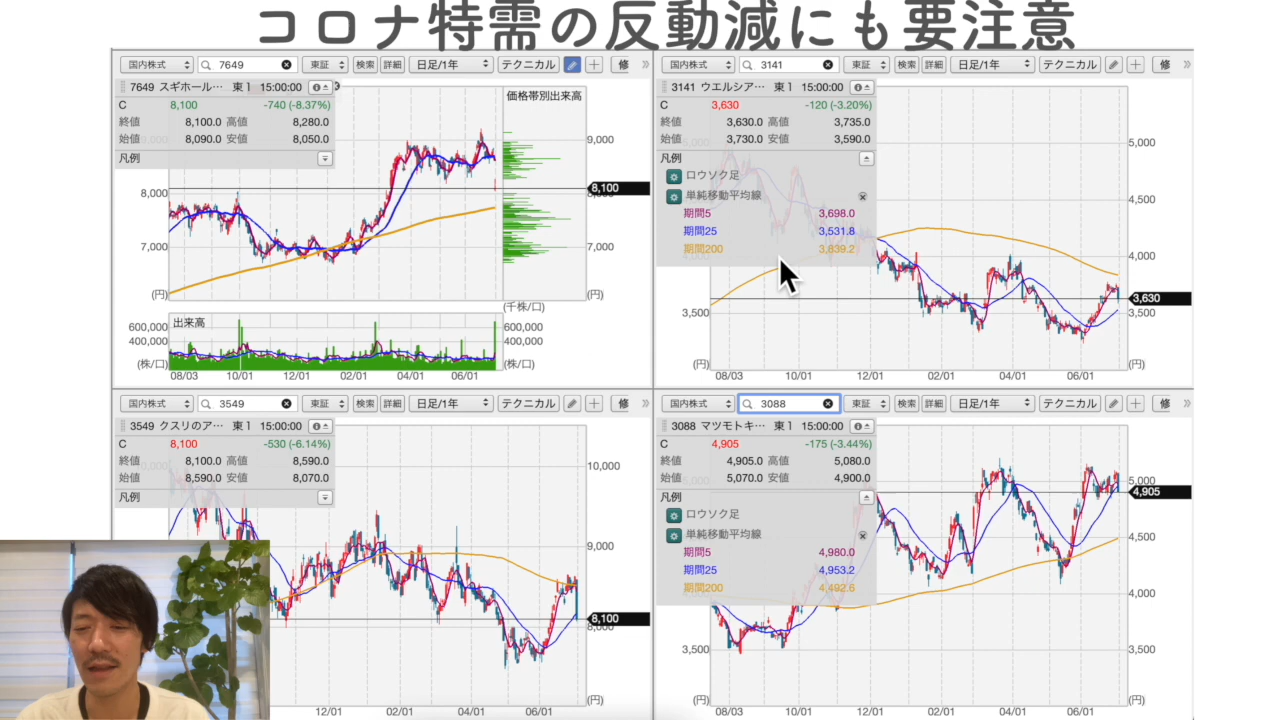 コロナ特需の反動減にも要注意
国内株式 7649 東証 検索 詳細 日足/1年 テクニカル 修 »
7649 スギホール… 東1 15:00:00
C 8,100 -740 (-8.37%)
終値 8,100.0 高値 8,280.0
始値 8,090.0 安値 8,050.0
凡例
価格帯別出来高
9,000
8,100
8,000
7,000 7,000
(円) (円)
(千株/口)
出来高
600,000 600,000
400,000 400,000
(株/口) (株/口)
08/03 10/01 12/01 02/01 04/01 06/01
国内株式 3141 東証 検索 詳細 日足/1年 テクニカル 修 »
3141 ウエルシア… 東1 15:00:00
C 3,630 -120 (-3.20%)
終値 3,630.0 高値 3,735.0
始値 3,730.0 安値 3,590.0
凡例
ロウソク足
単純移動平均線
期間5 3,698.0
期間25 3,531.8
期間200 3,839.2
5,000
4,500
4,000
3,630
3,500 3,500
(円) (円)
08/03 10/01 12/01 02/01 04/01 06/01
国内株式 3549 東証 検索 詳細 日足/1年 テクニカル 修 »
3549 クスリのア… 東1 15:00:00
C 8,100 -530 (-6.14%)
終値 8,100.0 高値 8,590.0
始値 8,590.0 安値 8,070.0
凡例
10,000
9,000
8,100
8,000
(円)
12/01 02/01 04/01 06/01
国内株式 3088 東証 検索 詳細 日足/1年 テクニカル 修 »
3088 マツモトキ… 東1 15:00:00
C 4,905 -175 (-3.44%)
終値 4,905.0 高値 5,080.0
始値 5,070.0 安値 4,900.0
凡例
ロウソク足
単純移動平均線
期間5 4,980.0
期間25 4,953.2
期間200 4,492.6
5,000
4,905
4,500
4,000
3,500 3,500
(円) (円)
08/03 10/01 12/01 02/01 04/01 06/01